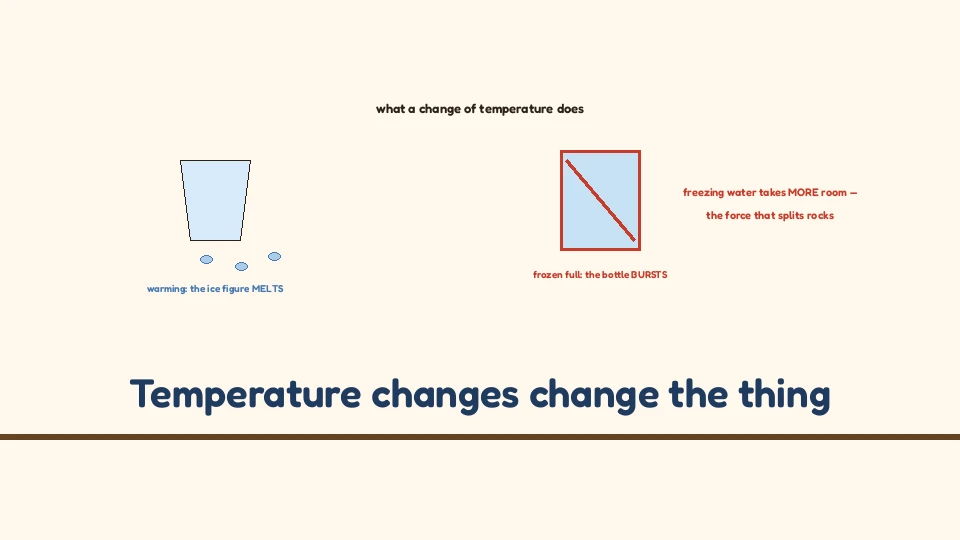 what a change of temperature does
freezing water takes MORE room —
the force that splits rocks
frozen full: the bottle BURSTS
warming: the ice figure MELTS
Temperature changes change the thing